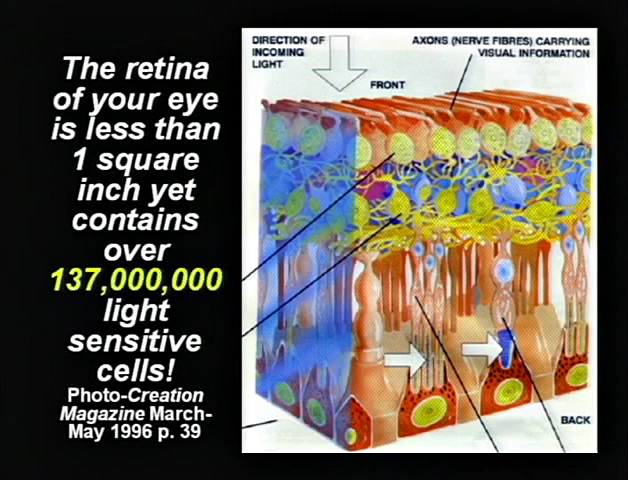 The retina
of your eye
is less than
1 square
inch yet
contains
over
137,000,000
light
sensitive
cells!
Photo-Creation
Magazine March-
May 1996 p. 39
DIRECTION OF
INCOMING
LIGHT
FRONT
AXONS (NERVE FIBRES) CARRYING
VISUAL INFORMATION
BACK